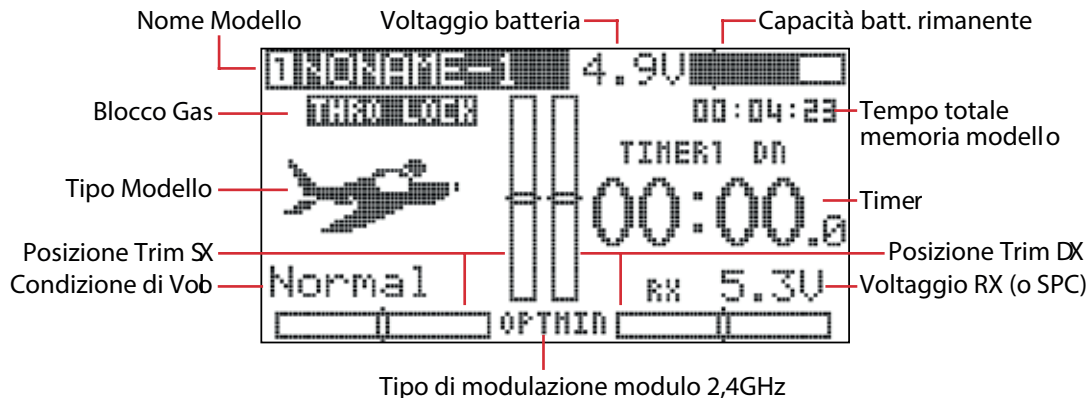 Nome Modello
Voltaggio batteria
Capacità batt. rimanente
1 NONAME-1 4.9V
Blocco Gas
THRO LOCK
00:04:23
Tempo totale
memoria modello
TIMER1 DN
Tipo Modello
00:00.0
Timer
Posizione Trim SX
Posizione Trim DX
Condizione di Volo
Normal
RX 5.3V
Voltaggio RX (o SPC)
OPTMIN
Tipo di modulazione modulo 2,4GHz